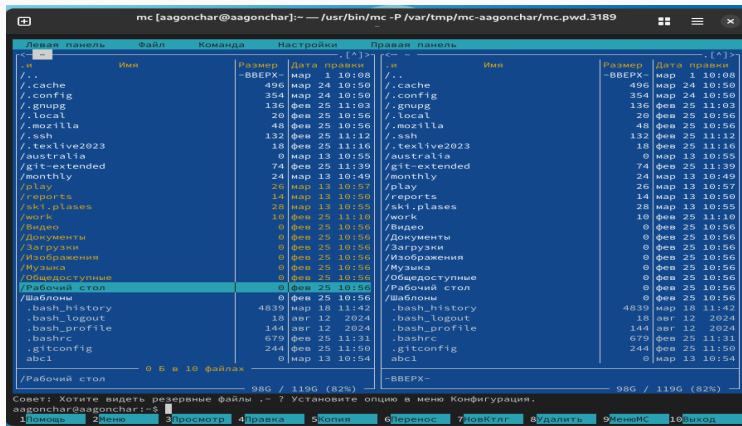 mc [aagonchar@aagonchar]:~ — /usr/bin/mc -P /var/tmp/mc-aagonchar/mc.pwd.3189
~
Левая панель Файл Команда Настройки Правая панель
<— ~ .[^]> <— ~ .[^]>
.и Имя Размер Дата правки .и Имя Размер Дата правки
/.. -ВВЕРХ- мар 1 10:08 /.. -ВВЕРХ- мар 1 10:08
/.cache 496 мар 24 10:50 /.cache 496 мар 24 10:50
/.config 354 мар 24 10:50 /.config 354 мар 24 10:50
/.gnupg 136 фев 25 11:03 /.gnupg 136 фев 25 11:03
/.local 20 фев 25 10:56 /.local 20 фев 25 10:56
/.mozilla 48 фев 25 10:56 /.mozilla 48 фев 25 10:56
/.ssh 132 фев 25 11:12 /.ssh 132 фев 25 11:12
/.texlive2023 18 фев 25 11:16 /.texlive2023 18 фев 25 11:16
/australia 0 мар 13 10:55 /australia 0 мар 13 10:55
/git-extended 74 фев 25 11:39 /git-extended 74 фев 25 11:39
/monthly 24 мар 13 10:49 /monthly 24 мар 13 10:49
/play 26 мар 13 10:57 /play 26 мар 13 10:57
/reports 14 мар 13 10:50 /reports 14 мар 13 10:50
/ski.plases 28 мар 13 10:55 /ski.plases 28 мар 13 10:55
/work 10 фев 25 11:10 /work 10 фев 25 11:10
/Видео 0 фев 25 10:56 /Видео 0 фев 25 10:56
/Документы 0 фев 25 10:56 /Документы 0 фев 25 10:56
/Загрузки 0 фев 25 10:56 /Загрузки 0 фев 25 10:56
/Изображения 0 фев 25 10:56 /Изображения 0 фев 25 10:56
/Музыка 0 фев 25 10:56 /Музыка 0 фев 25 10:56
/Общедоступные 0 фев 25 10:56 /Общедоступные 0 фев 25 10:56
/Рабочий стол 0 фев 25 10:56 /Рабочий стол 0 фев 25 10:56
/Шаблоны 0 фев 25 10:56 /Шаблоны 0 фев 25 10:56
.bash_history 4839 мар 18 11:42 .bash_history 4839 мар 18 11:42
.bash_logout 18 авг 12 2024 .bash_logout 18 авг 12 2024
.bash_profile 144 авг 12 2024 .bash_profile 144 авг 12 2024
.bashrc 679 фев 25 11:31 .bashrc 679 фев 25 11:31
.gitconfig 244 фев 25 11:50 .gitconfig 244 фев 25 11:50
abc1 0 мар 13 10:54 abc1 0 мар 13 10:54
0 Б в 10 файлах
/Рабочий стол -ВВЕРХ-
98G / 119G (82%) 98G / 119G (82%)
Совет: Хотите видеть резервные файлы .~ ? Установите опцию в меню Конфигурация.
aagonchar@aagonchar:~$
1Помощь 2Меню 3Просмотр 4Правка 5Копия 6Перенос 7НовКтлг 8Удалить 9МенюMC 10Выход